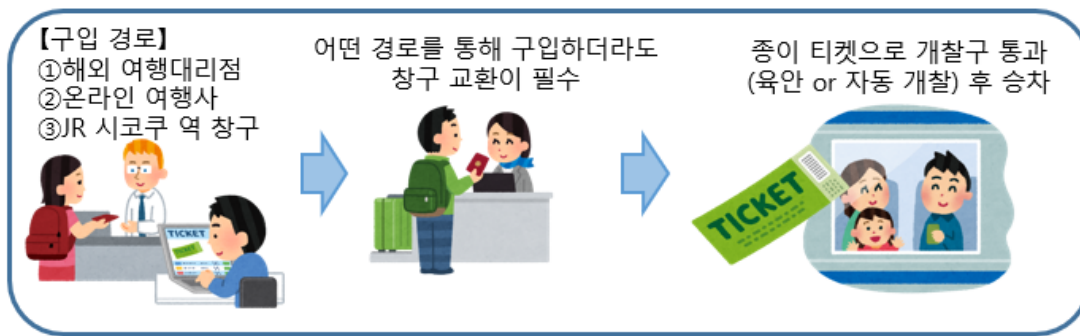 【구입 경로】
①해외 여행대리점
②온라인 여행사
③JR 시코쿠 역 창구
어떤 경로를 통해 구입하더라도
창구 교환이 필수
종이 티켓으로 개찰구 통과
(육안 or 자동 개찰) 후 승차
TICKET
TICKET